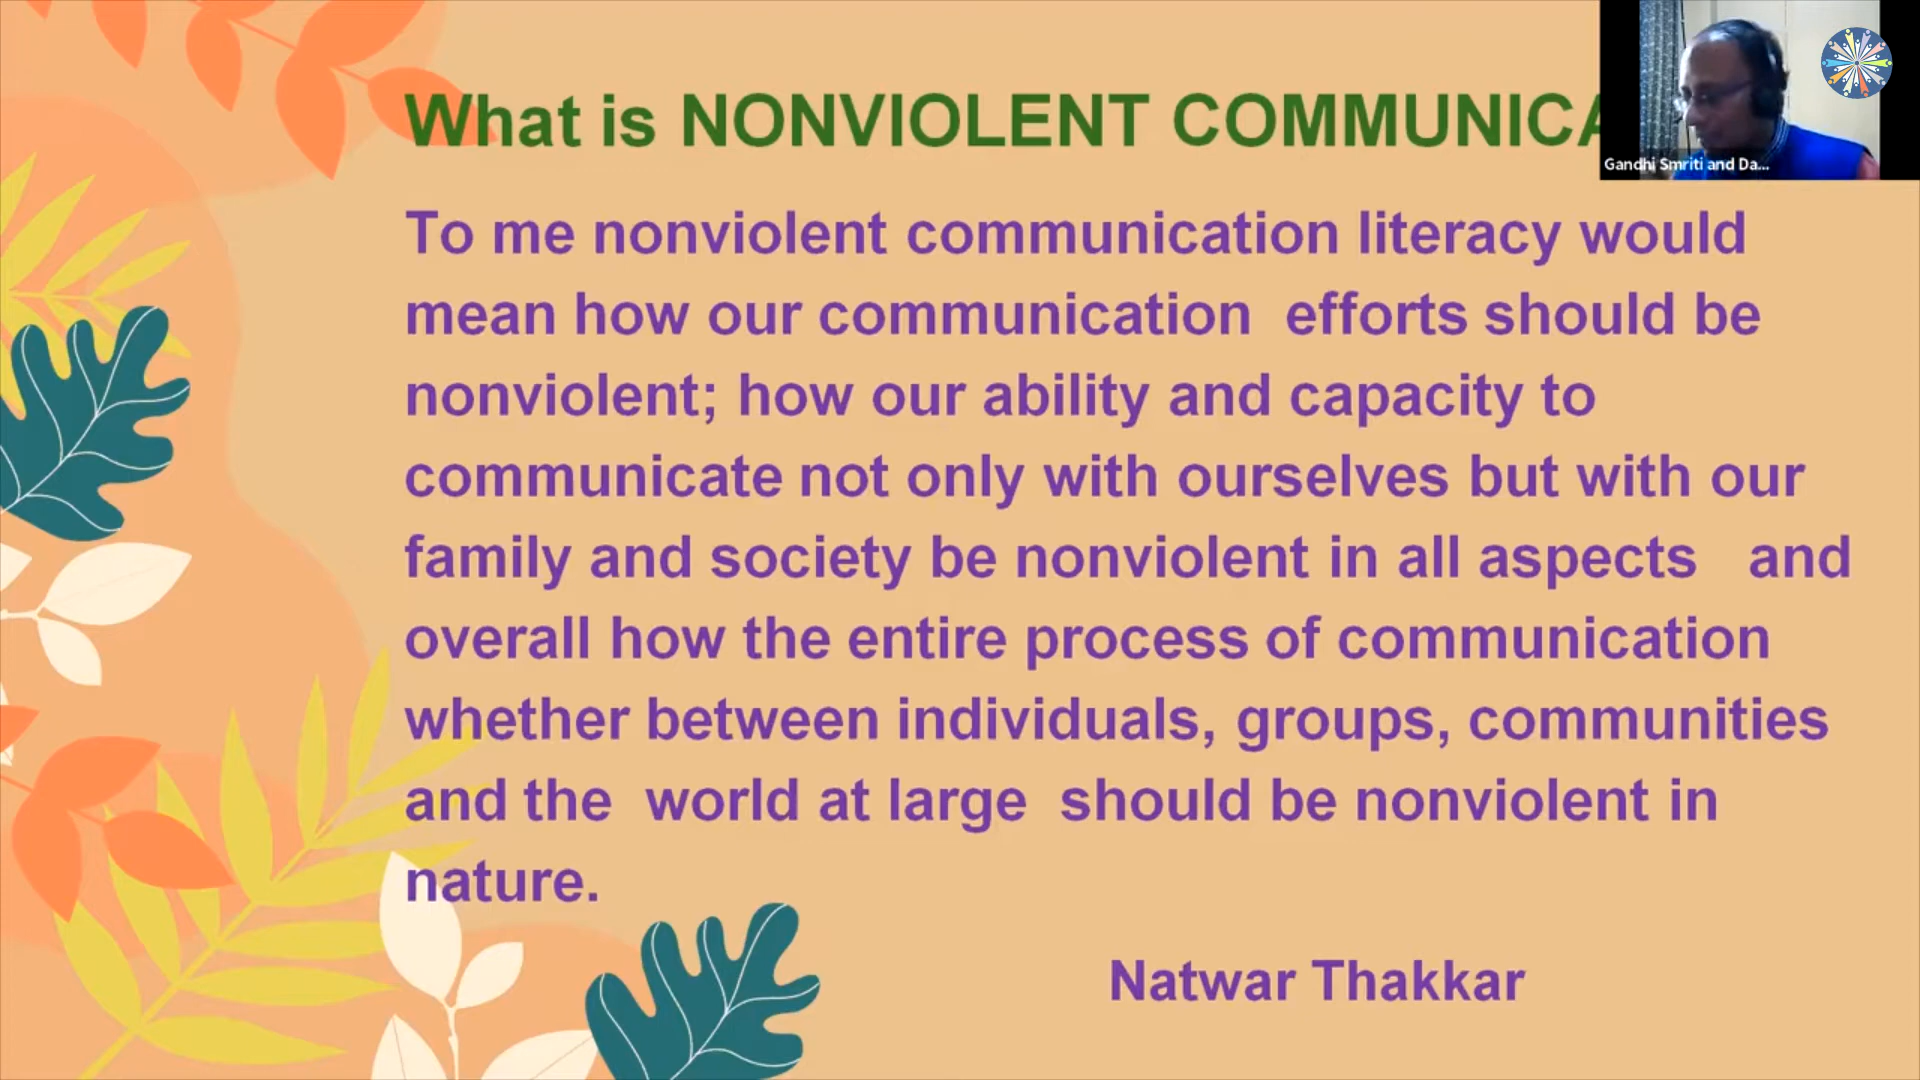 What is NONVIOLENT COMMUNICA
Gandhi Smriti and Da...
To me nonviolent communication literacy would
mean how our communication efforts should be
nonviolent; how our ability and capacity to
communicate not only with ourselves but with our
family and society be nonviolent in all aspects and
overall how the entire process of communication
whether between individuals, groups, communities
and the world at large should be nonviolent in
nature.
Natwar Thakkar